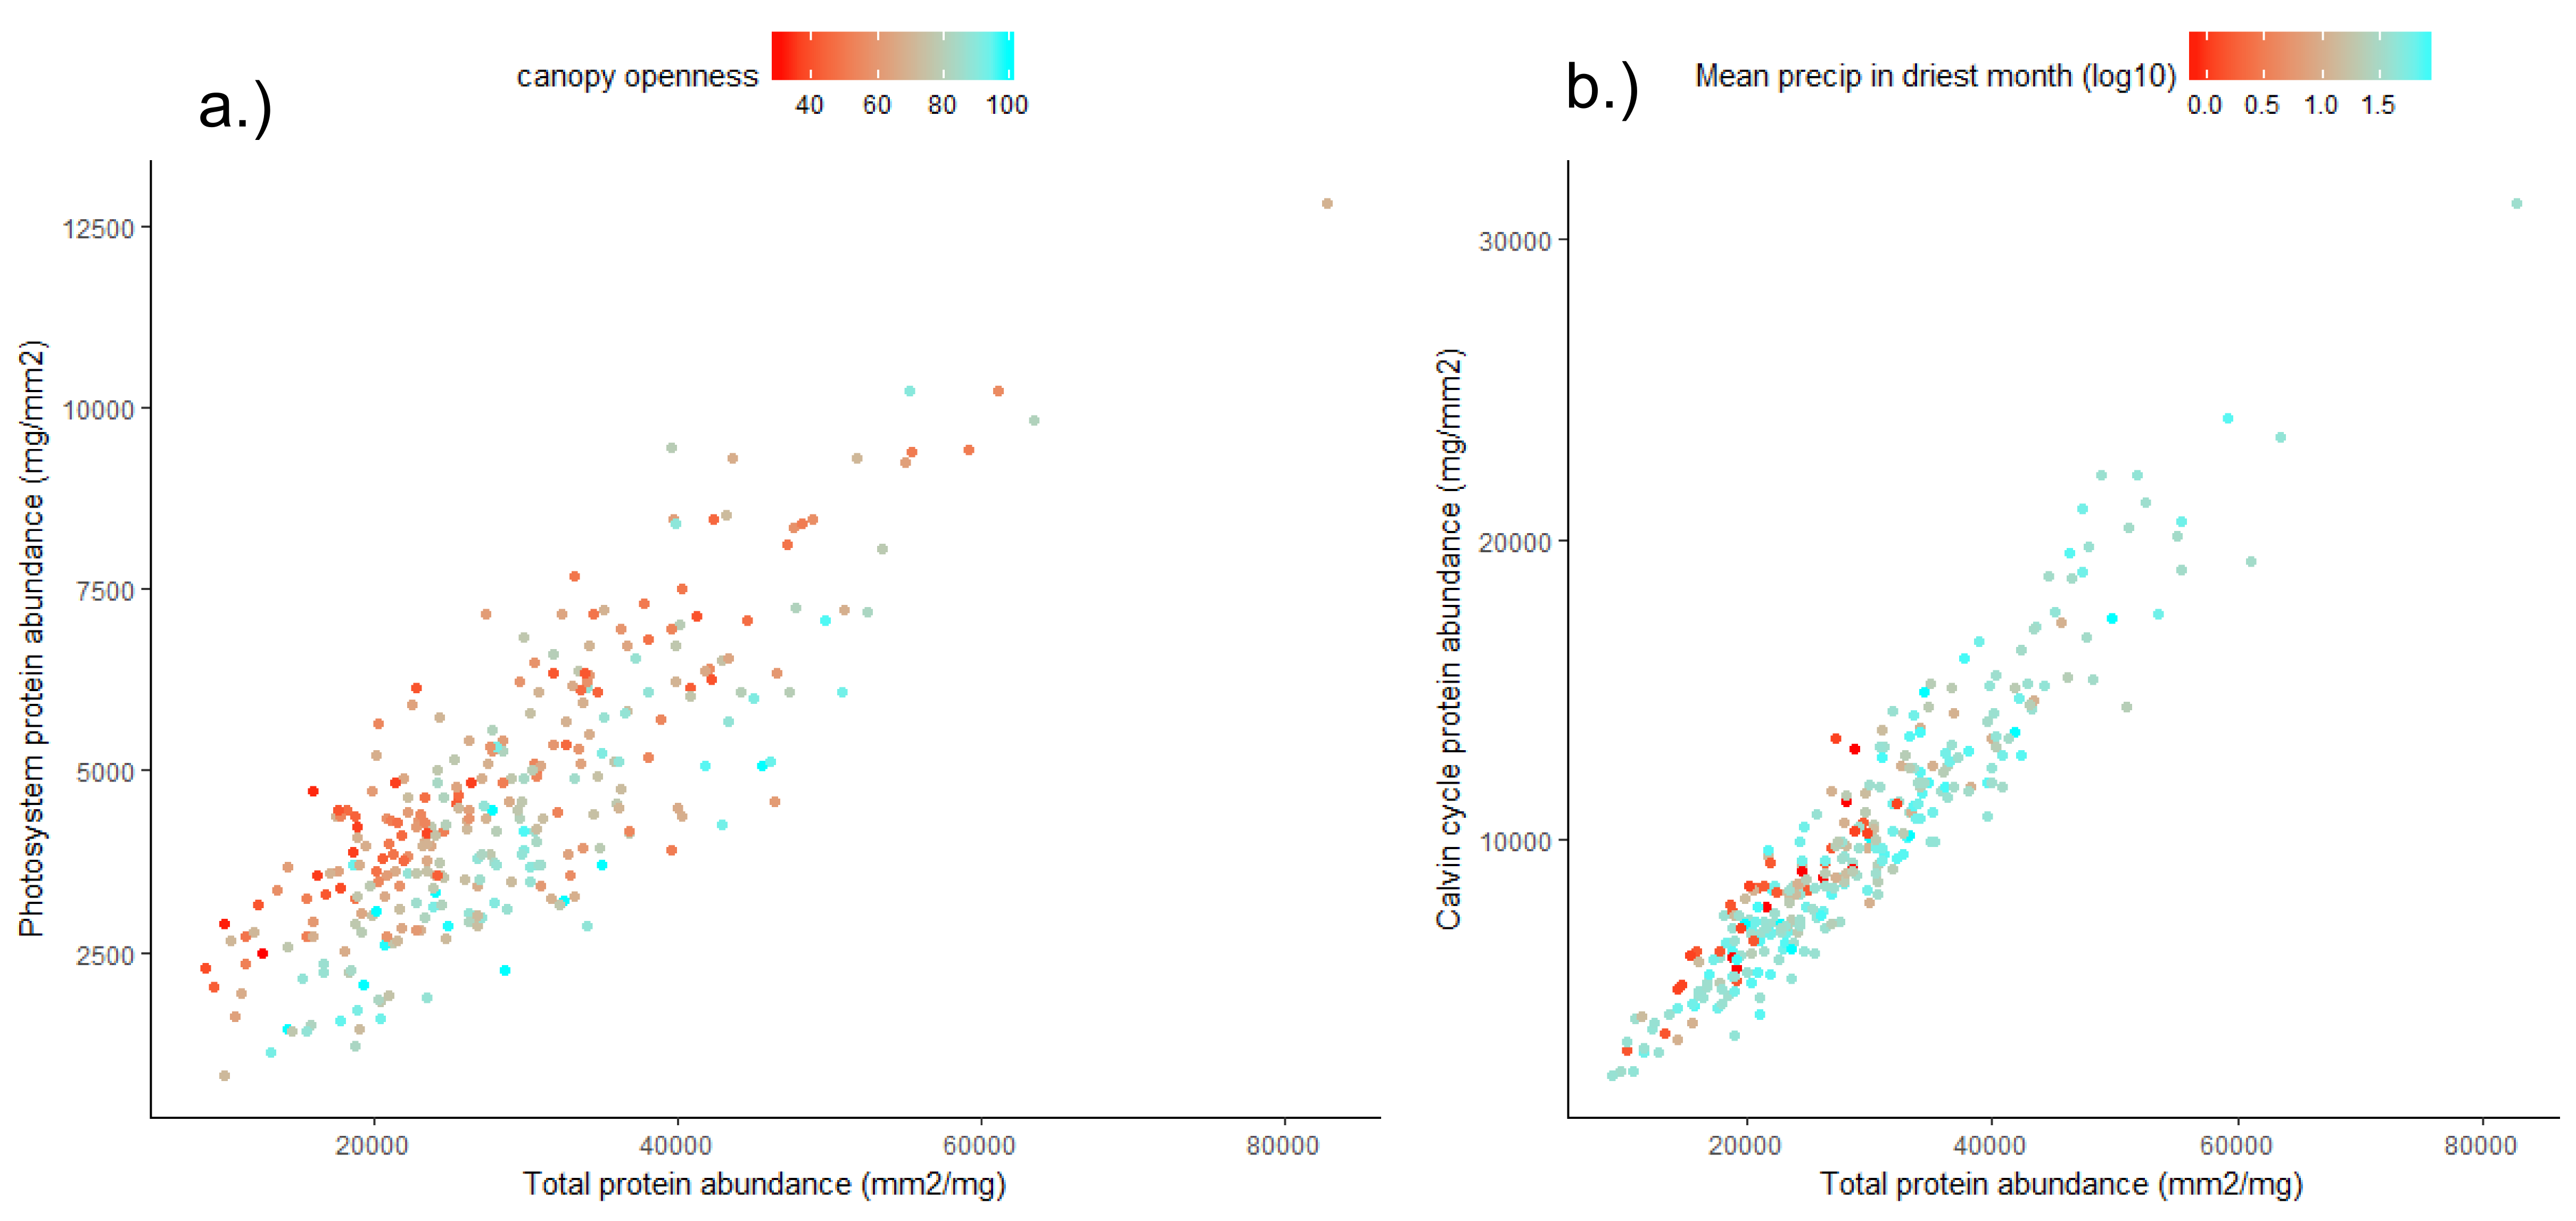 a.)
canopy openness
40 60 80 100
12500
10000
7500
5000
2500
Photosystem protein abundance (mg/mm2)
20000 40000 60000 80000
Total protein abundance (mm2/mg)
b.)
Mean precip in driest month (log10)
0.0 0.5 1.0 1.5
30000
20000
10000
Calvin cycle protein abundance (mg/mm2)
20000 40000 60000 80000
Total protein abundance (mm2/mg)